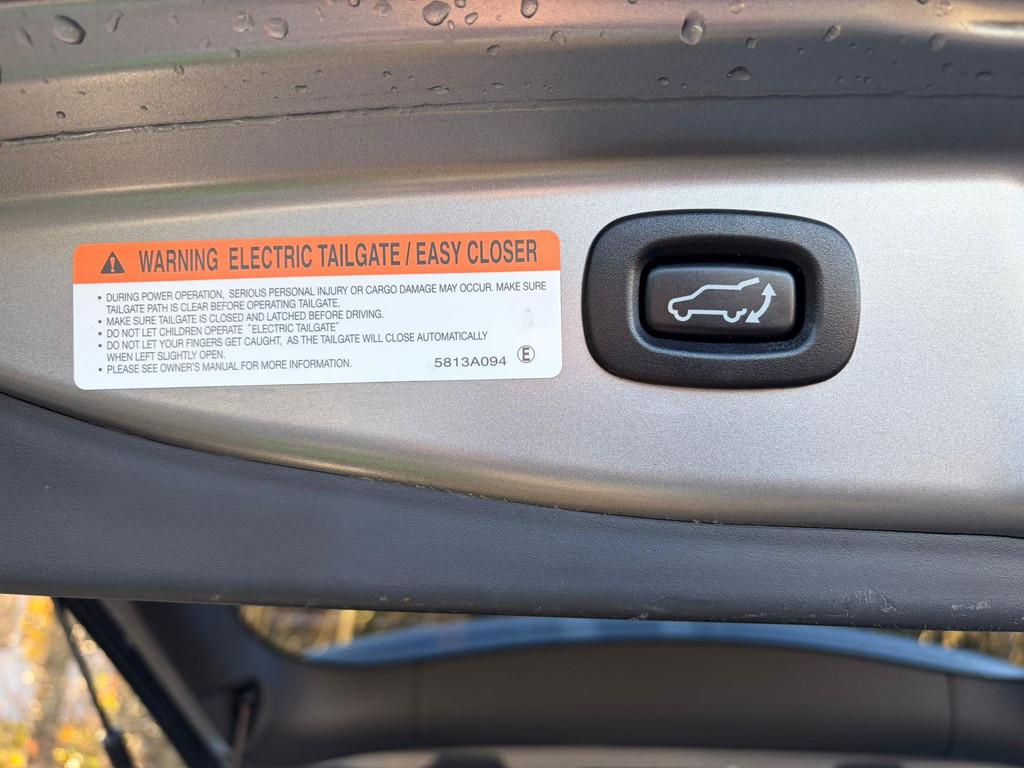 WARNING ELECTRIC TAILGATE / EASY CLOSER
• DURING POWER OPERATION, SERIOUS PERSONAL INJURY OR CARGO DAMAGE MAY OCCUR. MAKE SURE
TAILGATE PATH IS CLEAR BEFORE OPERATING TAILGATE.
• MAKE SURE TAILGATE IS CLOSED AND LATCHED BEFORE DRIVING.
• DO NOT LET CHILDREN OPERATE "ELECTRIC TAILGATE"
• DO NOT LET YOUR FINGERS GET CAUGHT, AS THE TAILGATE WILL CLOSE AUTOMATICALLY
WHEN LEFT SLIGHTLY OPEN.
• PLEASE SEE OWNER'S MANUAL FOR MORE INFORMATION.
5813A094 Ⓔ